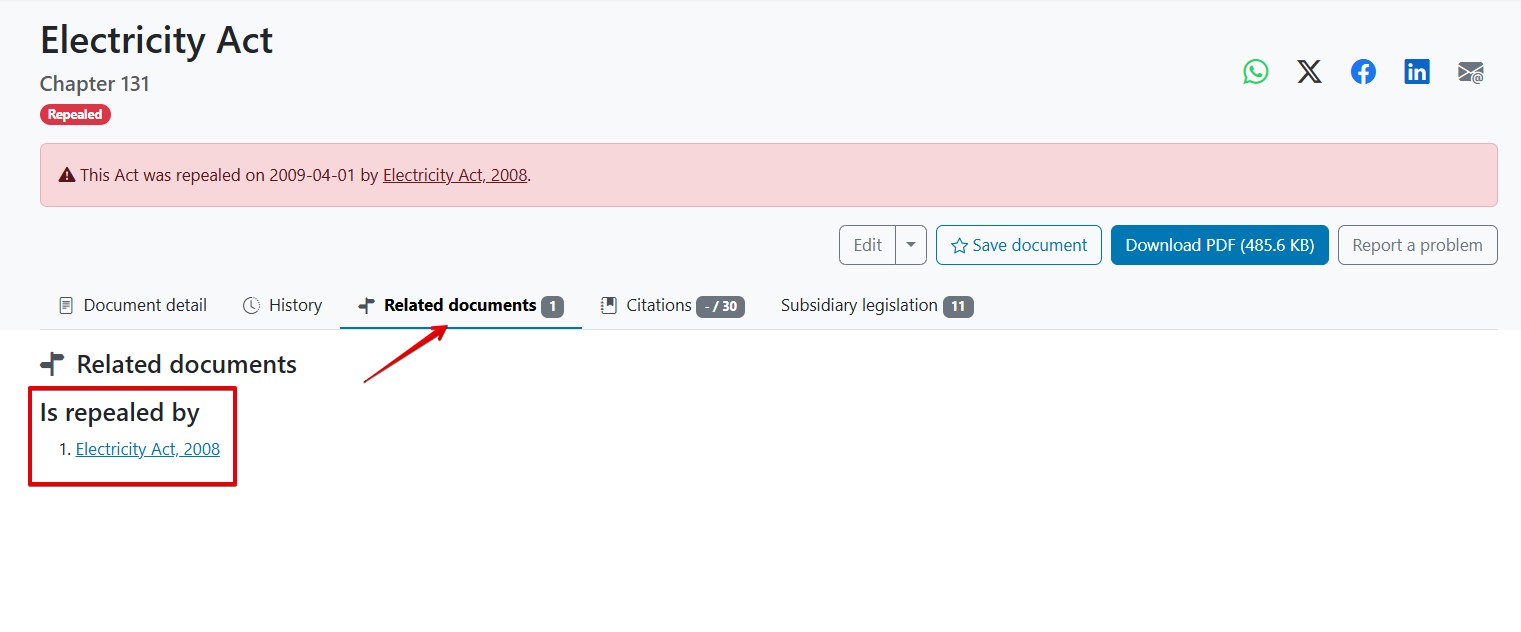 Electricity Act
Chapter 131
Repealed
This Act was repealed on 2009-04-01 by Electricity Act, 2008.
Edit Save document Download PDF (485.6 KB) Report a problem
Document detail History Related documents 1 Citations - / 30 Subsidiary legislation 11
Related documents
Is repealed by
1. Electricity Act, 2008